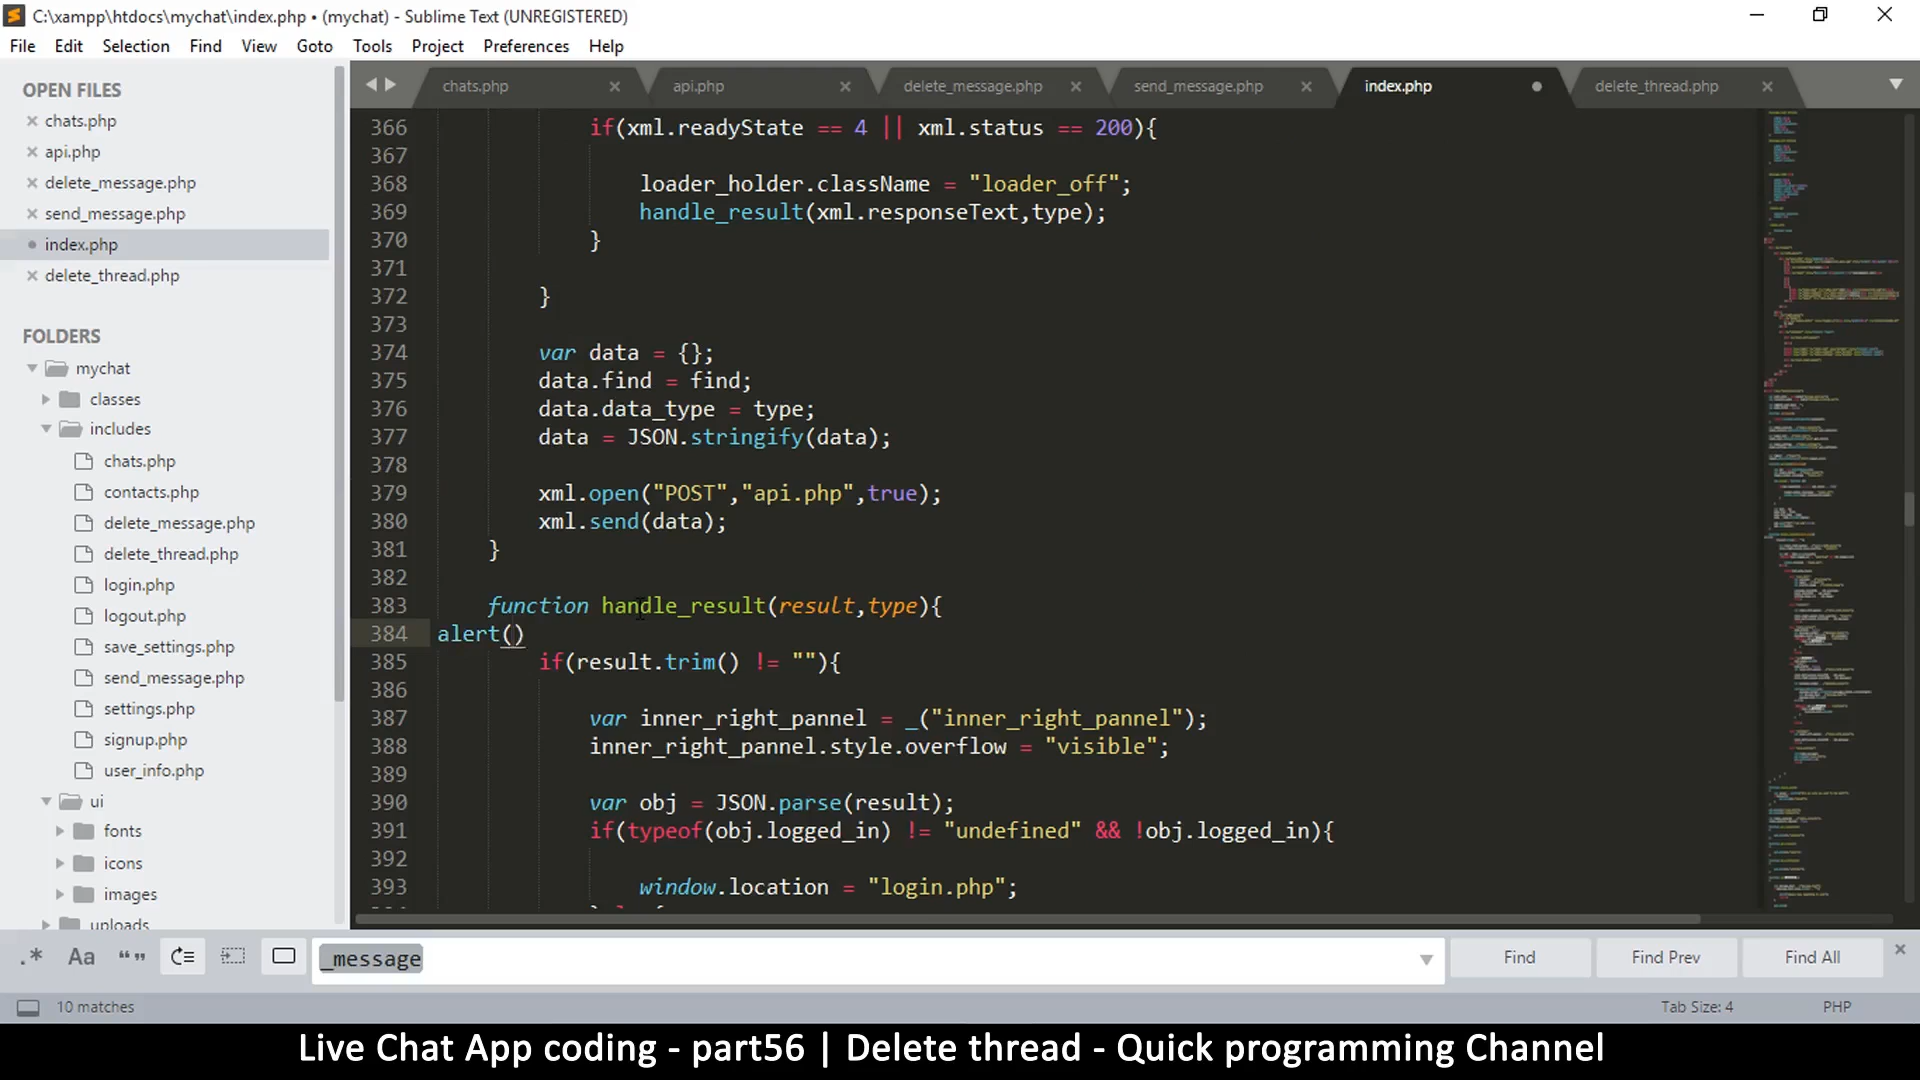 C:\xampp\htdocs\mychat\index.php • (mychat) - Sublime Text (UNREGISTERED)
File Edit Selection Find View Goto Tools Project Preferences Help
OPEN FILES
chats.php
api.php
delete_message.php
send_message.php
index.php
delete_thread.php
FOLDERS
mychat
classes
includes
chats.php
contacts.php
delete_message.php
delete_thread.php
login.php
logout.php
save_settings.php
send_message.php
settings.php
signup.php
user_info.php
ui
fonts
icons
images
uploads
chats.php api.php delete_message.php send_message.php index.php delete_thread.php
366 if(xml.readyState == 4 || xml.status == 200){
367
368 loader_holder.className = "loader_off";
369 handle_result(xml.responseText,type);
370 }
371
372 }
373
374 var data = {};
375 data.find = find;
376 data.data_type = type;
377 data = JSON.stringify(data);
378
379 xml.open("POST","api.php",true);
380 xml.send(data);
381 }
382
383 function handle_result(result,type){
384 alert()
385 if(result.trim() != ""){
386
387 var inner_right_pannel = _("inner_right_pannel");
388 inner_right_pannel.style.overflow = "visible";
389
390 var obj = JSON.parse(result);
391 if(typeof(obj.logged_in) != "undefined" && !obj.logged_in){
392
393 window.location = "login.php";
.* Aa “” _message Find Find Prev Find All
10 matches Tab Size: 4 PHP
Live Chat App coding - part56 | Delete thread - Quick programming Channel